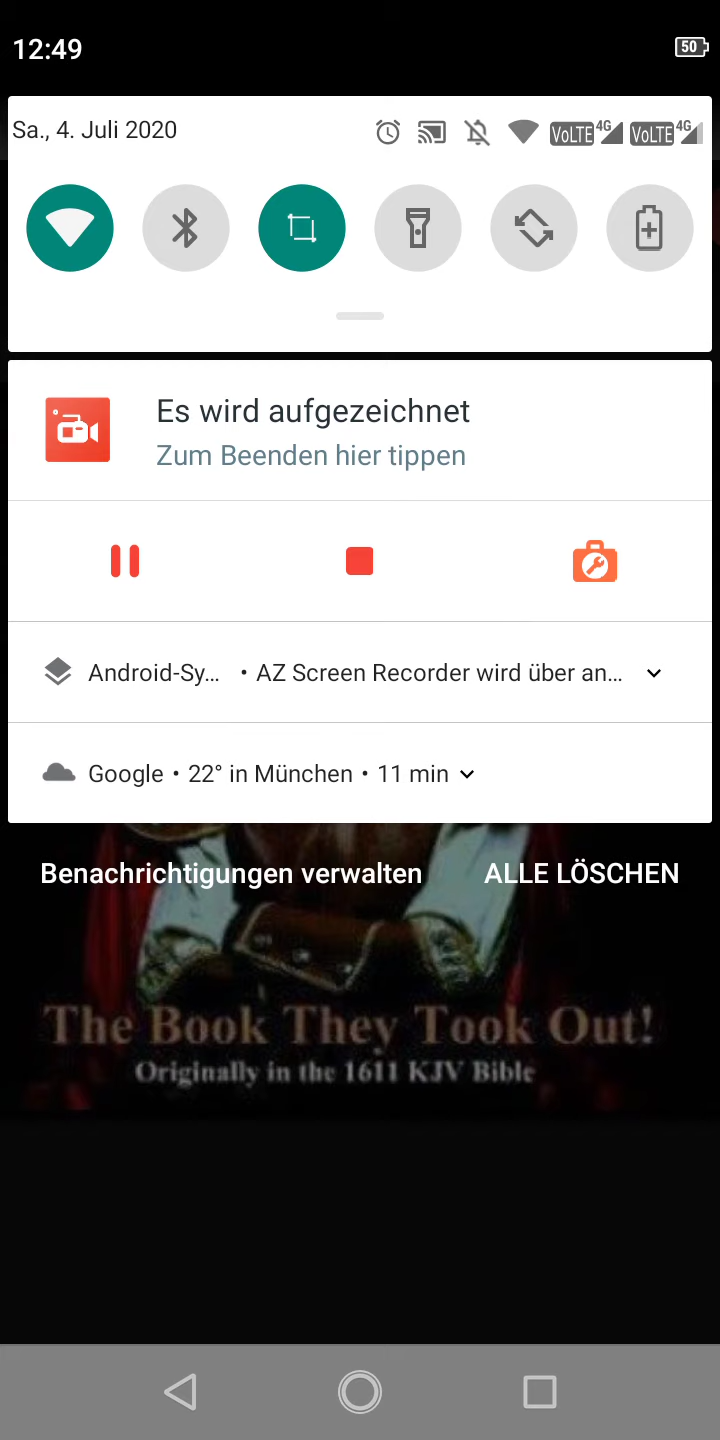 12:49
50
Sa., 4. Juli 2020
VoLTE 4G VoLTE 4G
Es wird aufgezeichnet
Zum Beenden hier tippen
Android-Sy… • AZ Screen Recorder wird über an…
Google • 22° in München • 11 min
Benachrichtigungen verwalten
ALLE LÖSCHEN
The Book They Took Out!
Originally in the 1611 KJV Bible